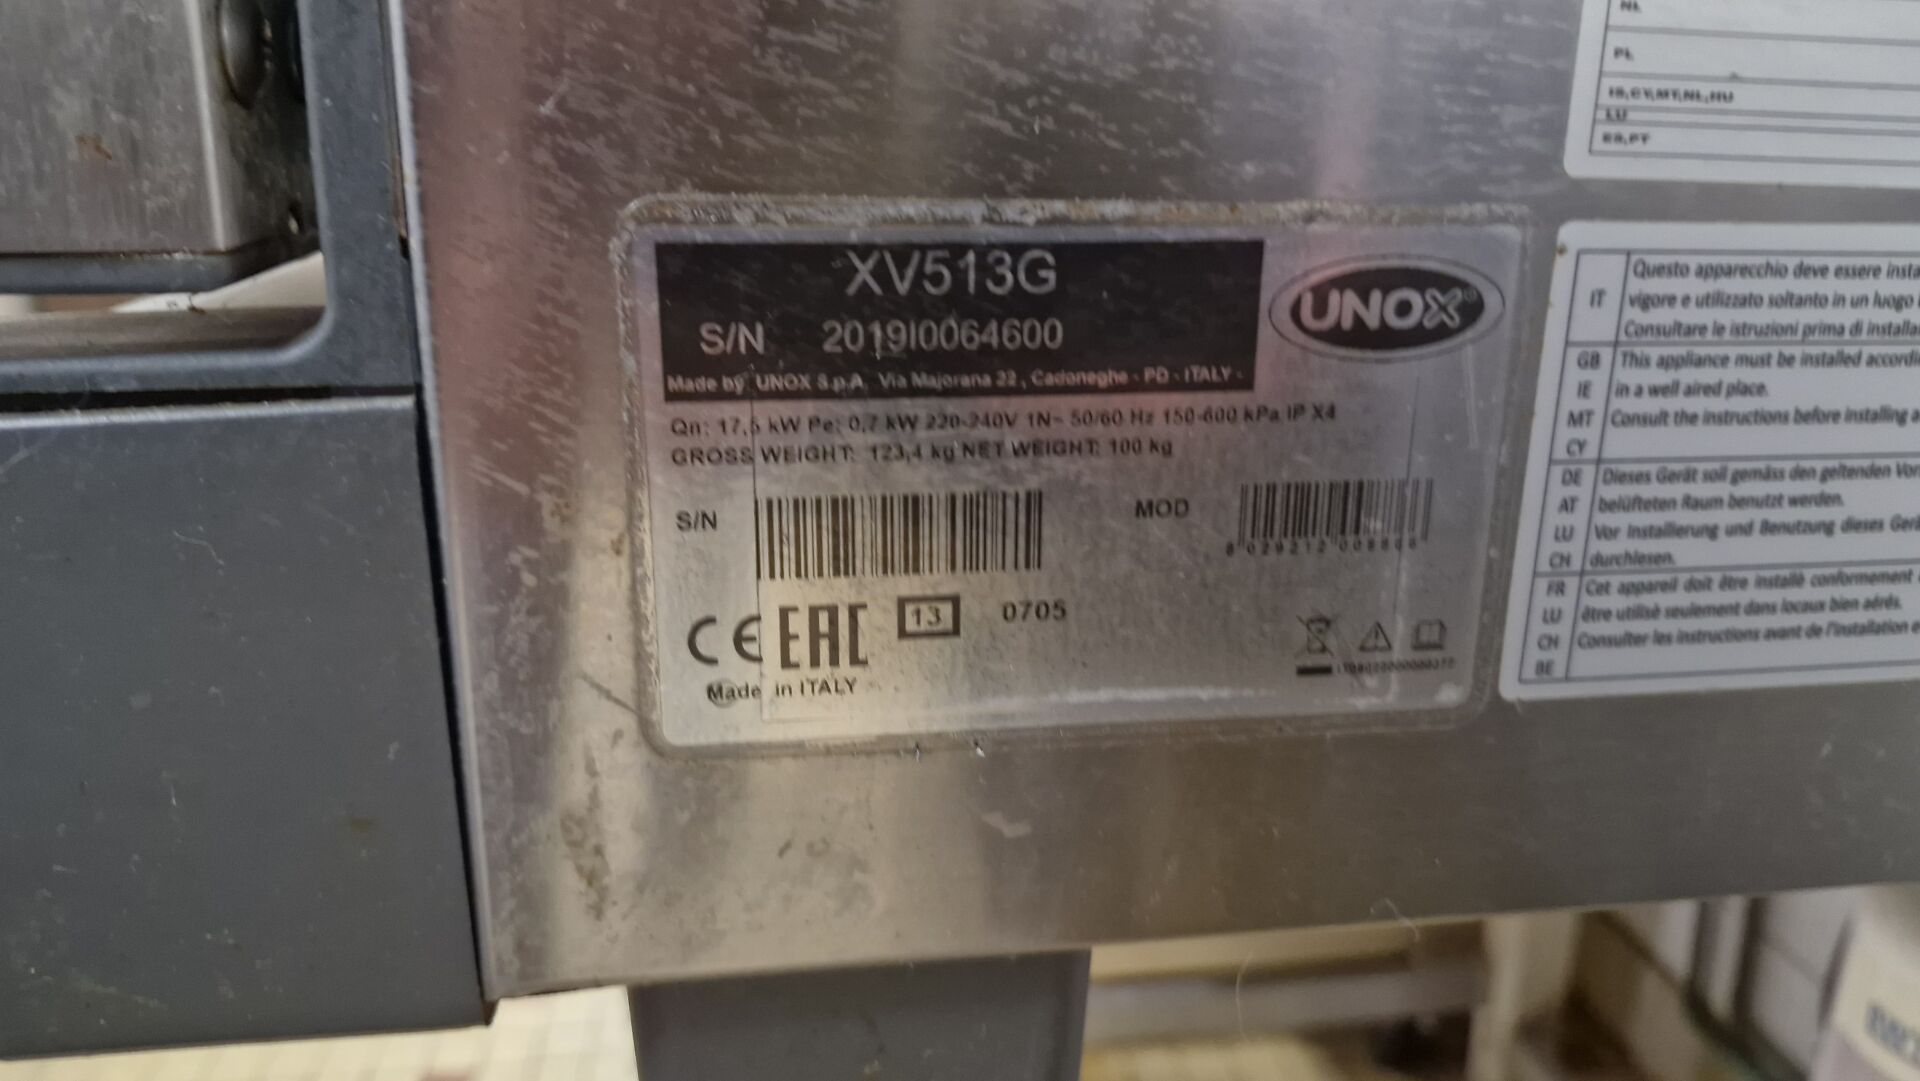 NL
PL
IS,CY,MT,NL,HU
LU
ES,PT
XV513G
S/N 2019I0064600
UNOX
Made by UNOX S.p.A. Via Majorana 22, Cadoneghe - PD - ITALY -
Qn: 17,5 kW Pe: 0,7 kW 220-240V 1N~ 50/60 Hz 150-600 kPa IP X4
GROSS WEIGHT: 123,4 kg NET WEIGHT: 100 kg
S/N
MOD
CE EAC 13 0705
Made in ITALY
IT
Questo apparecchio deve essere insta
vigore e utilizzato soltanto in un luogo
Consultare le istruzioni prima di installa
GB
IE
MT
CY
This appliance must be installed accordi
in a well aired place.
Consult the instructions before installing a
DE
AT
LU
CH
Dieses Gerät soll gemäss den geltenden Vor
belüfteten Raum benutzt werden.
Vor Installierung und Benutzung dieses Gerä
durchlesen.
FR
LU
CH
BE
Cet appareil doit être installé conformement
être utilisé seulement dans locaux bien aérés.
Consulter les instructions avant de l'installation e